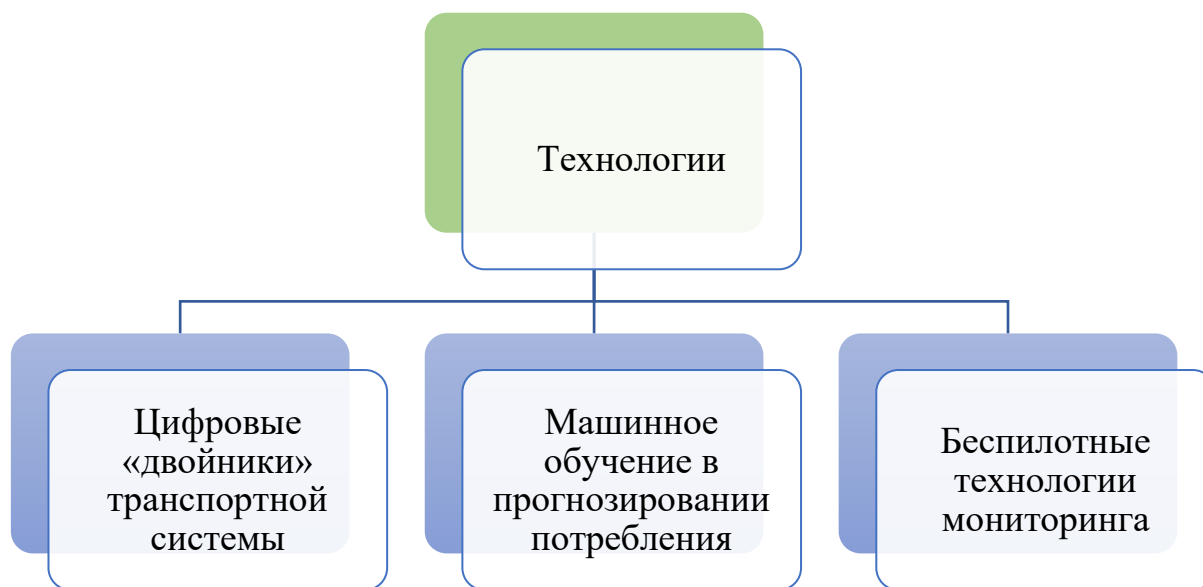 Технологии
Цифровые
«двойники»
транспортной
системы
Машинное
обучение в
прогнозировании
потребления
Беспилотные
технологии
мониторинга